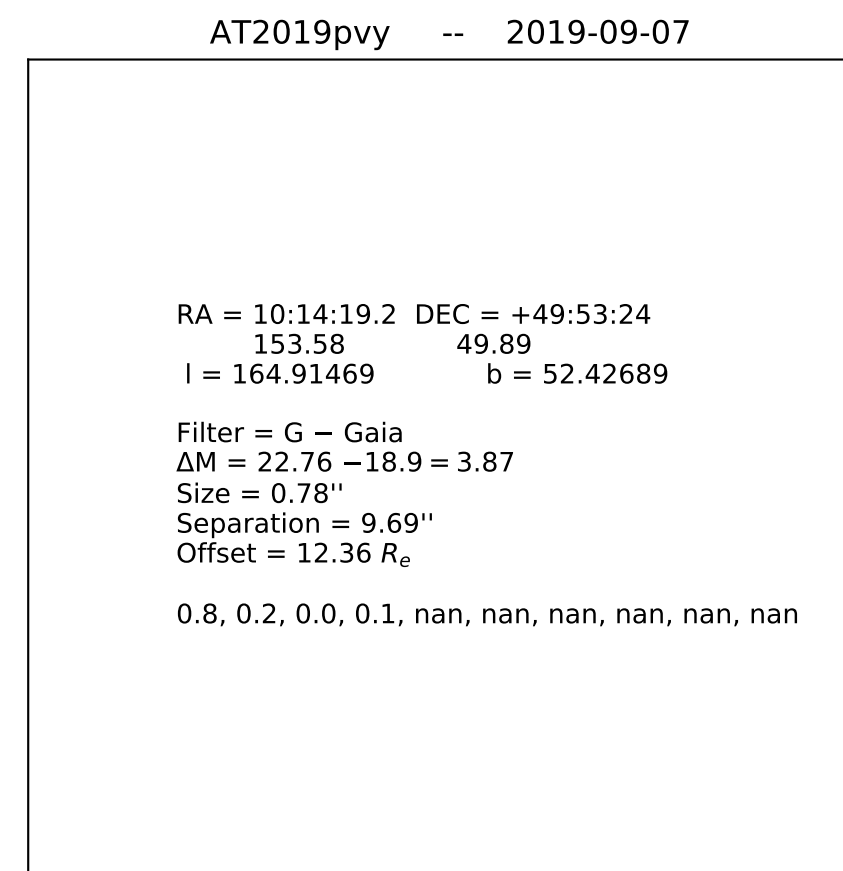 AT2019pvy -- 2019-09-07
RA = 10:14:19.2 DEC = +49:53:24
153.58 49.89
l = 164.91469 b = 52.42689
Filter = G − Gaia
ΔM = 22.76 −18.9 = 3.87
Size = 0.78''
Separation = 9.69''
Offset = 12.36 Re
0.8, 0.2, 0.0, 0.1, nan, nan, nan, nan, nan, nan